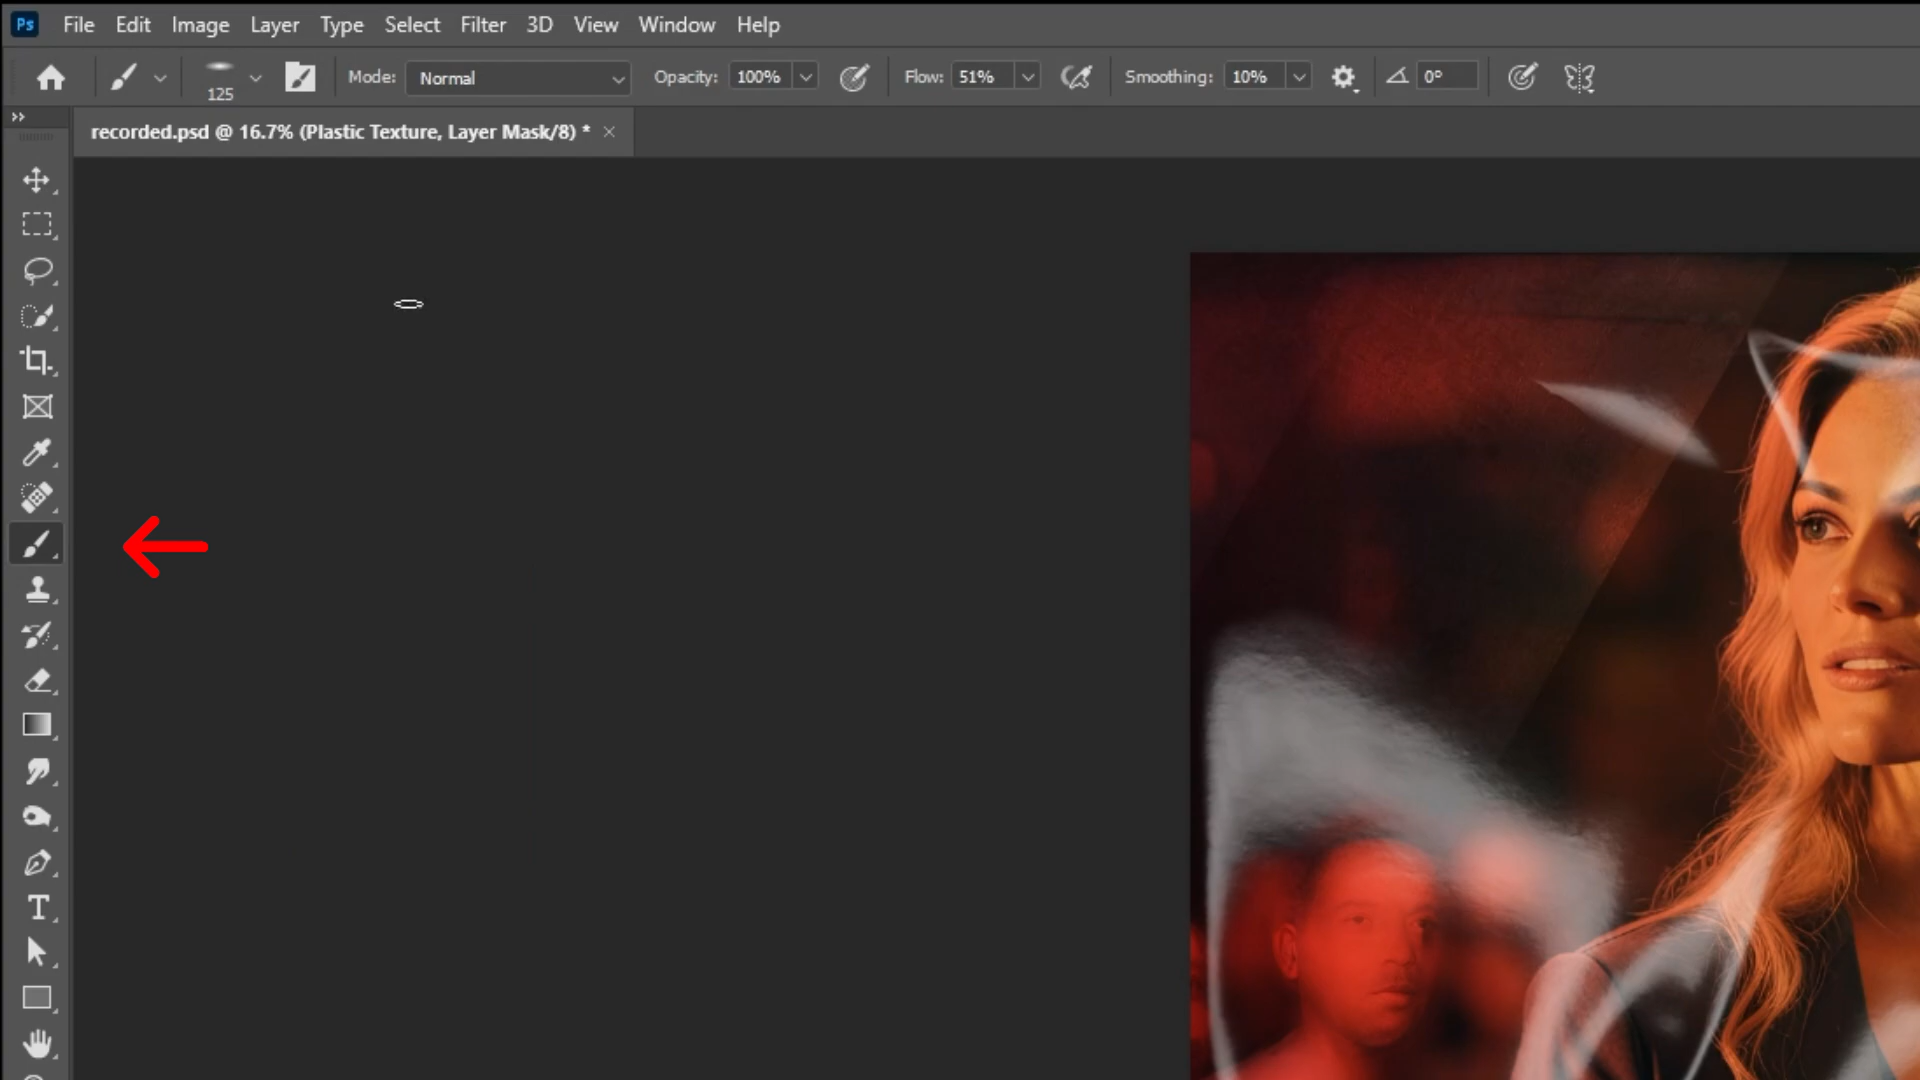 Ps File Edit Image Layer Type Select Filter 3D View Window Help
125 Mode: Normal Opacity: 100% Flow: 51% Smoothing: 10% 0°
recorded.psd @ 16.7% (Plastic Texture, Layer Mask/8) * ×
T